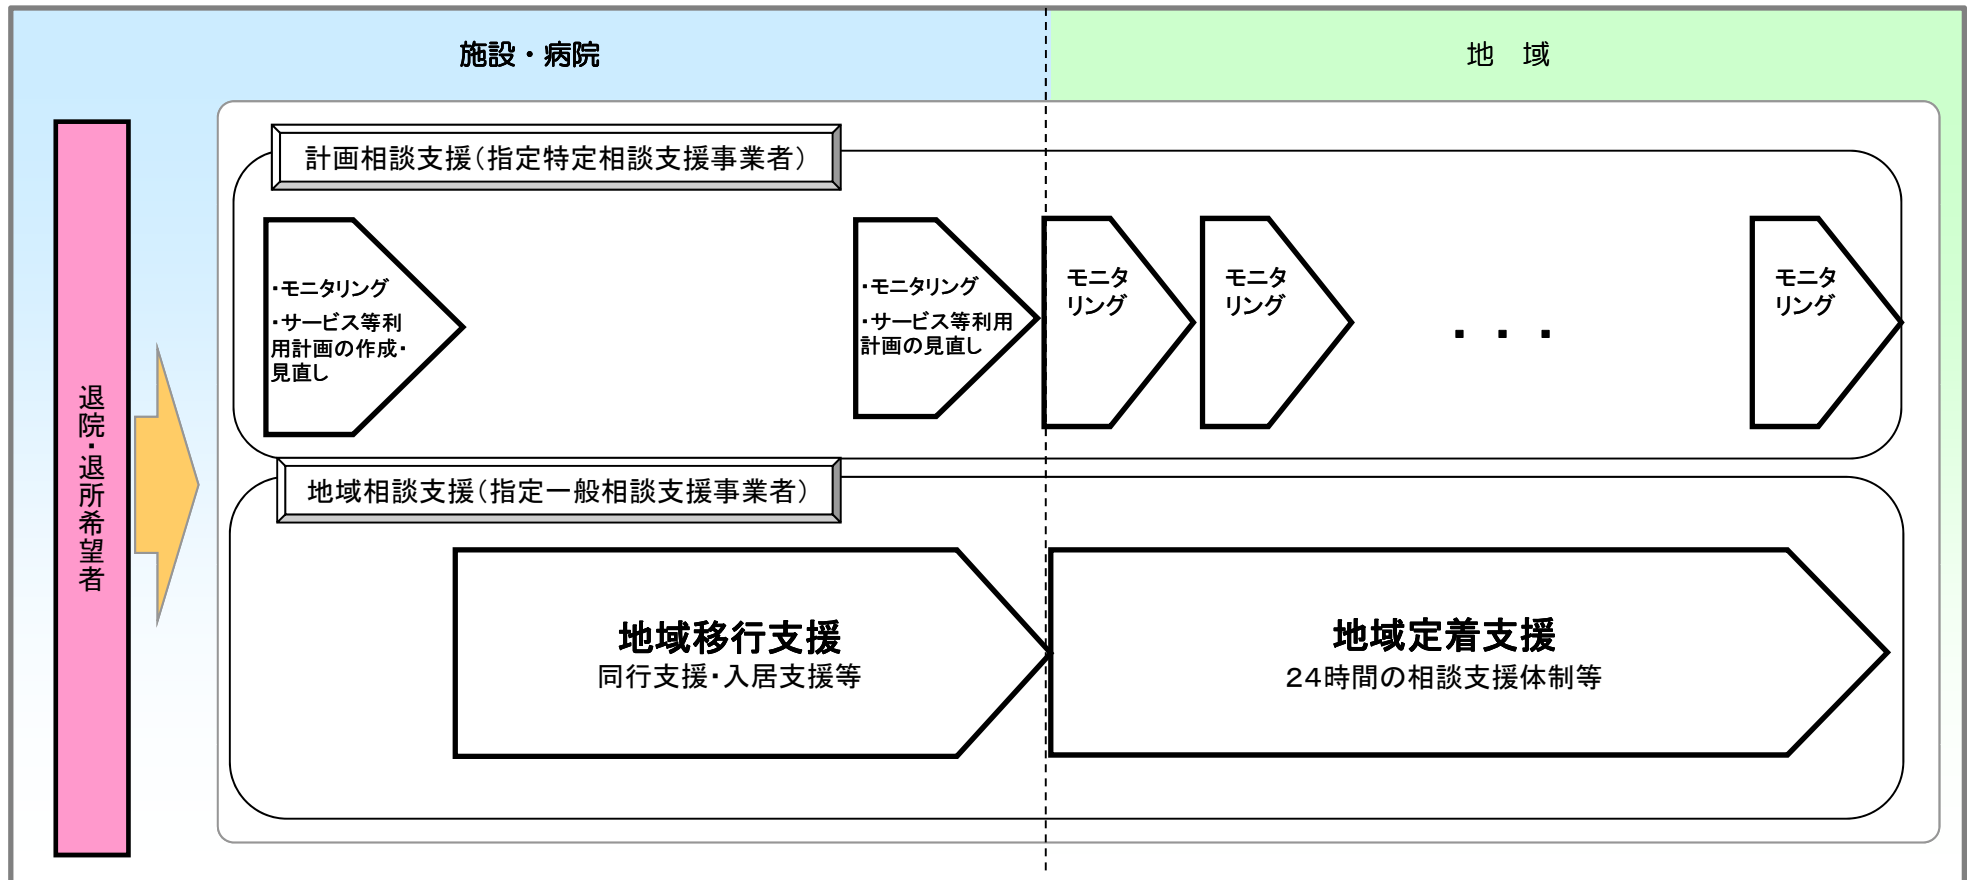 施設・病院
地　域
退院・退所希望者
計画相談支援（指定特定相談支援事業者）
・モニタリング
・サービス等利
用計画の作成・
見直し
・モニタリング
・サービス等利用
計画の見直し
モニタ
リング
モニタ
リング
・・・
モニタ
リング
地域相談支援（指定一般相談支援事業者）
地域移行支援
同行支援・入居支援等
地域定着支援
２４時間の相談支援体制等